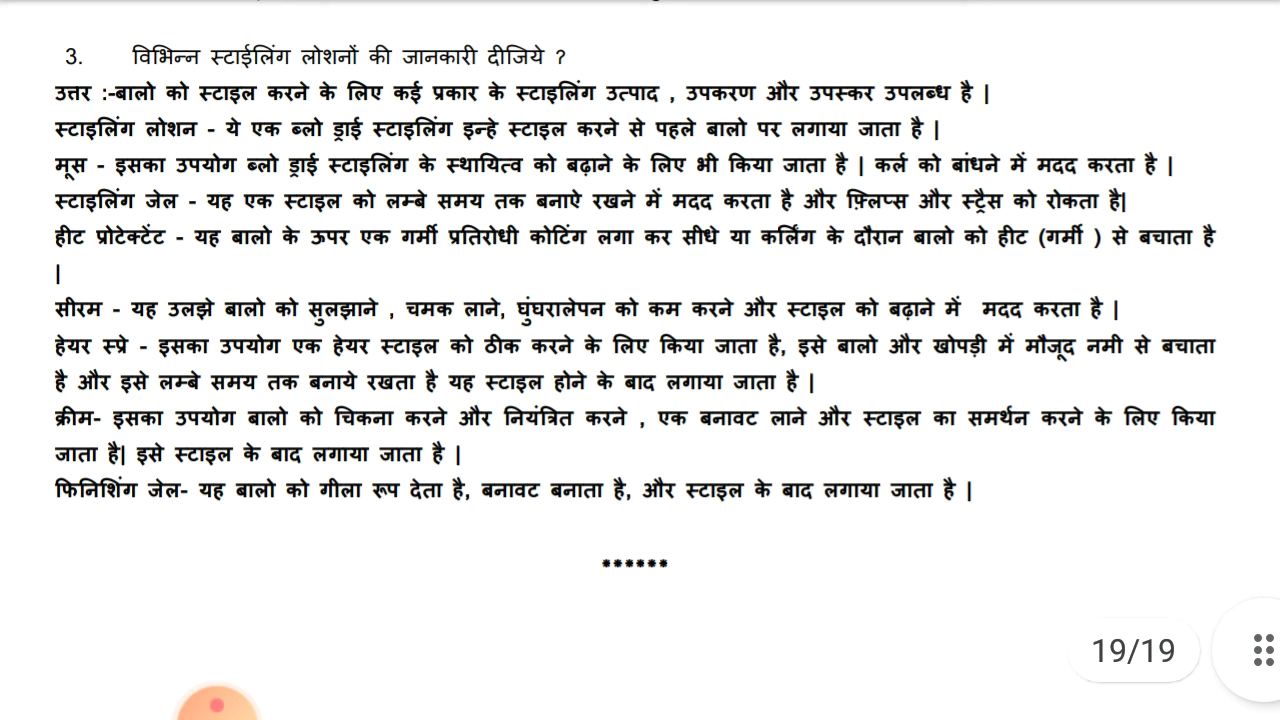 3. विभिन्न स्टाईलिंग लोशनों की जानकारी दीजिये ?
उत्तर :-बालो को स्टाइल करने के लिए कई प्रकार के स्टाइलिंग उत्पाद , उपकरण और उपस्कर उपलब्ध है |
स्टाइलिंग लोशन - ये एक ब्लो ड्राई स्टाइलिंग इन्हे स्टाइल करने से पहले बालो पर लगाया जाता है |
मूस - इसका उपयोग ब्लो ड्राई स्टाइलिंग के स्थायित्व को बढ़ाने के लिए भी किया जाता है | कर्ल को बांधने में मदद करता है |
स्टाइलिंग जेल - यह एक स्टाइल को लम्बे समय तक बनाऐ रखने में मदद करता है और फ़्लिप्स और स्ट्रैस को रोकता है|
हीट प्रोटेक्टेंट - यह बालो के ऊपर एक गर्मी प्रतिरोधी कोटिंग लगा कर सीधे या कर्लिंग के दौरान बालो को हीट (गर्मी ) से बचाता है
|
सीरम - यह उलझे बालो को सुलझाने , चमक लाने, घुंघरालेपन को कम करने और स्टाइल को बढ़ाने में मदद करता है |
हेयर स्प्रे - इसका उपयोग एक हेयर स्टाइल को ठीक करने के लिए किया जाता है, इसे बालो और खोपड़ी में मौजूद नमी से बचाता
है और इसे लम्बे समय तक बनाये रखता है यह स्टाइल होने के बाद लगाया जाता है |
क्रीम- इसका उपयोग बालो को चिकना करने और नियंत्रित करने , एक बनावट लाने और स्टाइल का समर्थन करने के लिए किया
जाता है| इसे स्टाइल के बाद लगाया जाता है |
फिनिशिंग जेल- यह बालो को गीला रूप देता है, बनावट बनाता है, और स्टाइल के बाद लगाया जाता है |
******
19/19